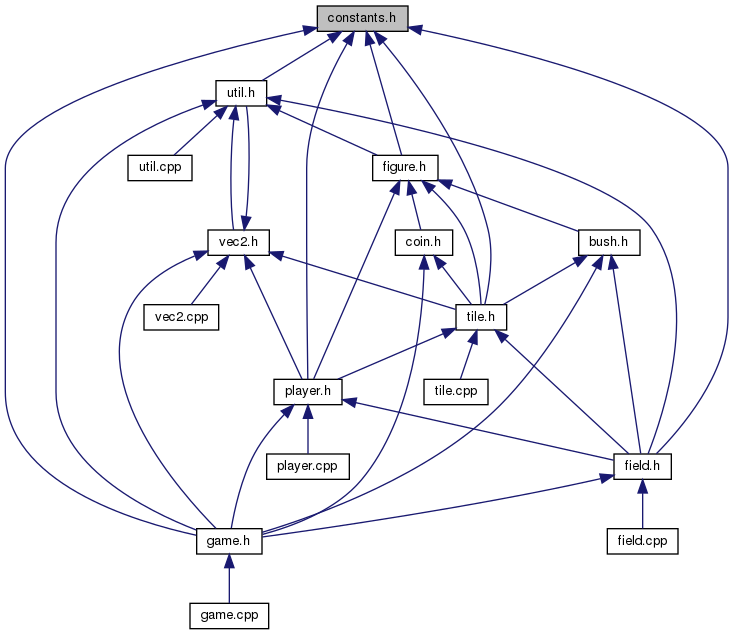 constants.h
util.h
util.cpp
figure.h
vec2.h
coin.h
bush.h
vec2.cpp
tile.h
player.h
tile.cpp
player.cpp
field.h
game.h
field.cpp
game.cpp